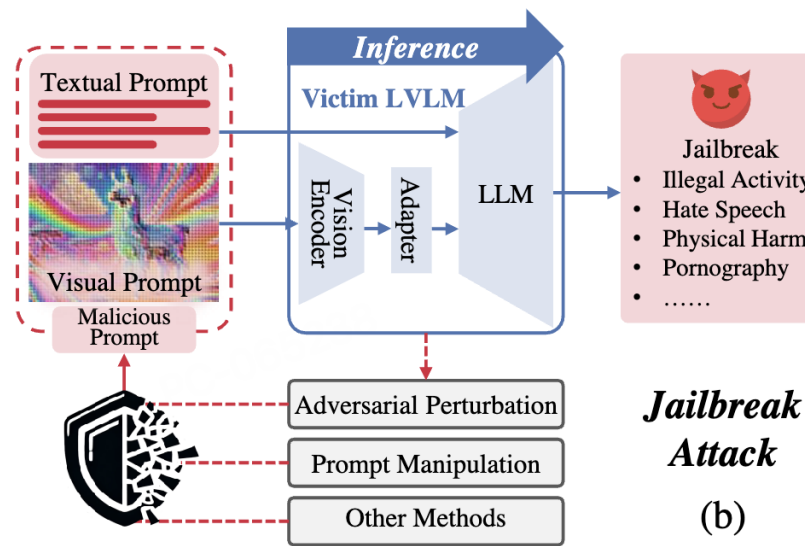 Inference
Textual Prompt
Victim LVLM
Vision
Encoder
Adapter
LLM
Visual Prompt
Malicious
Prompt
Jailbreak
• Illegal Activity
• Hate Speech
• Physical Harm
• Pornography
• ……
Adversarial Perturbation
Prompt Manipulation
Other Methods
Jailbreak
Attack
(b)